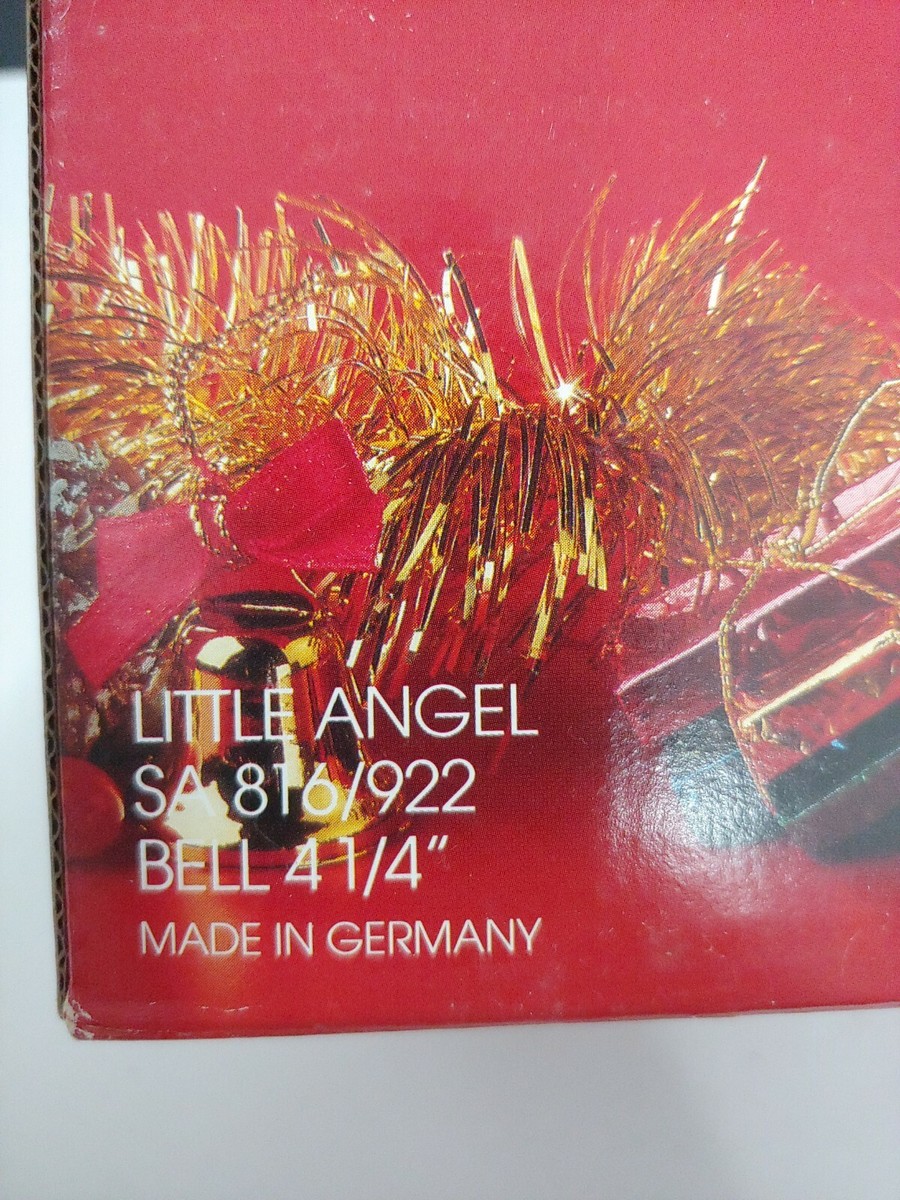 LITTLE ANGEL
SA 816/922
BELL 4 1/4"
MADE IN GERMANY